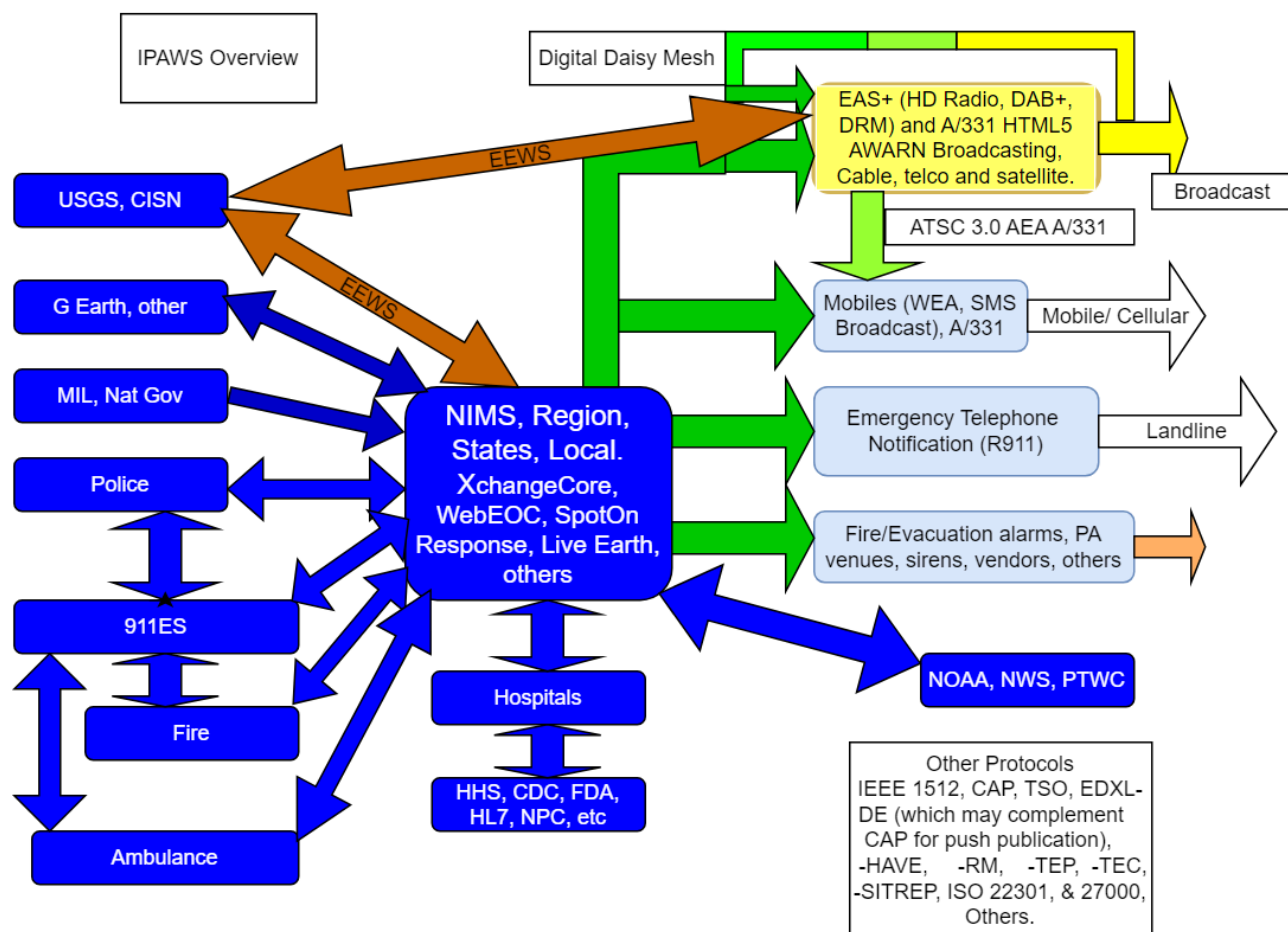 IPAWS Overview
Digital Daisy Mesh
EAS+ (HD Radio, DAB+,
DRM) and A/331 HTML5
AWARN Broadcasting,
Cable, telco and satellite.
EEWS
USGS, CISN
Broadcast
ATSC 3.0 AEA A/331
EEWS
G Earth, other
Mobiles (WEA, SMS
Broadcast), A/331
Mobile/ Cellular
MIL, Nat Gov
NIMS, Region,
States, Local.
XchangeCore,
WebEOC, SpotOn
Response, Live Earth,
others
Emergency Telephone
Notification (R911)
Landline
Police
Fire/Evacuation alarms, PA
venues, sirens, vendors, others
911ES
NOAA, NWS, PTWC
Hospitals
Fire
HHS, CDC, FDA,
HL7, NPC, etc
Ambulance
Other Protocols
IEEE 1512, CAP, TSO, EDXL-
DE (which may complement
CAP for push publication),
-HAVE, -RM, -TEP, -TEC,
-SITREP, ISO 22301, & 27000,
Others.